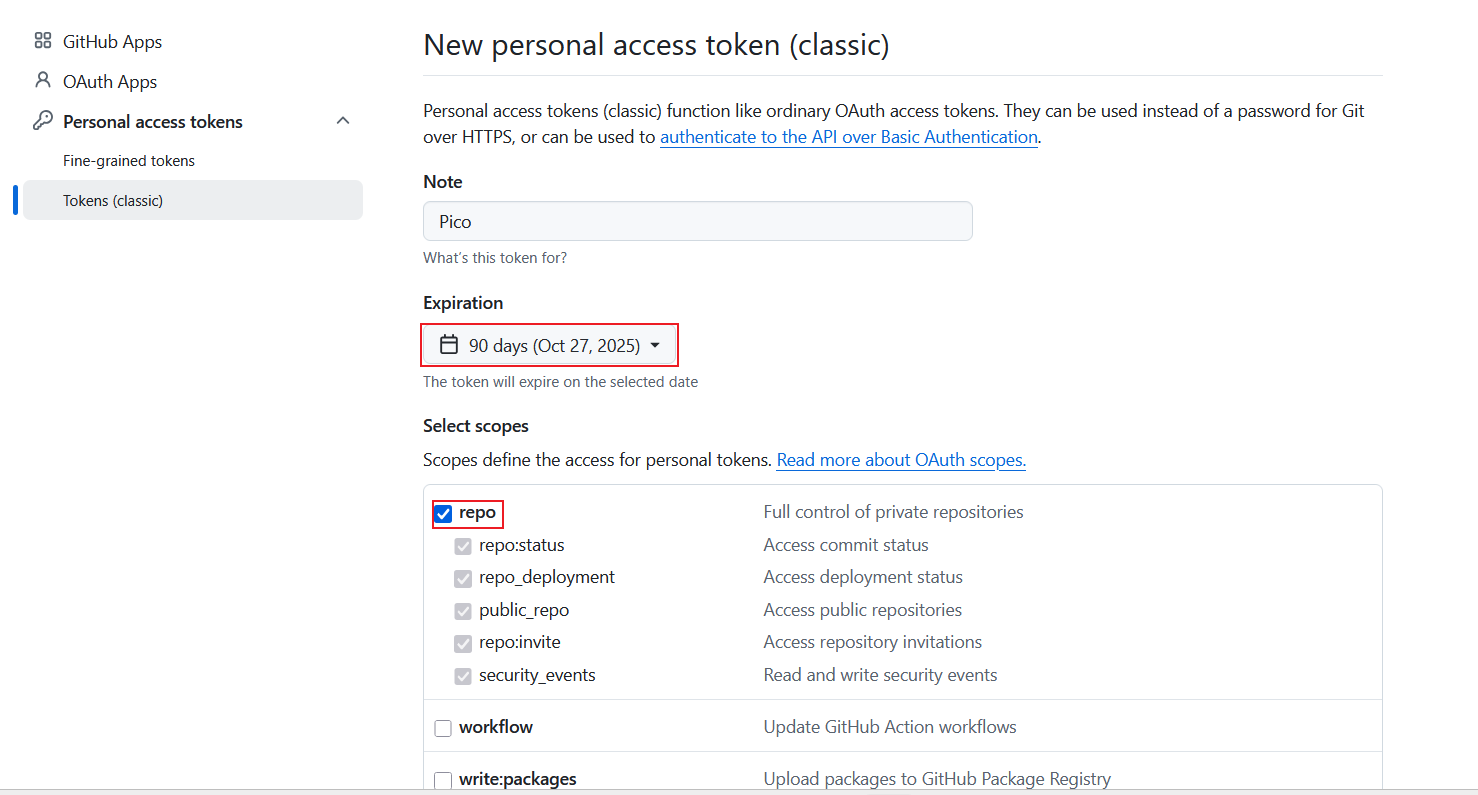 GitHub Apps
OAuth Apps
Personal access tokens
Fine-grained tokens
Tokens (classic)
New personal access token (classic)
Personal access tokens (classic) function like ordinary OAuth access tokens. They can be used instead of a password for Git
over HTTPS, or can be used to authenticate to the API over Basic Authentication.
Note
Pico
What's this token for?
Expiration
90 days (Oct 27, 2025)
The token will expire on the selected date
Select scopes
Scopes define the access for personal tokens. Read more about OAuth scopes.
repo Full control of private repositories
repo:status Access commit status
repo_deployment Access deployment status
public_repo Access public repositories
repo:invite Access repository invitations
security_events Read and write security events
workflow Update GitHub Action workflows
write:packages Upload packages to GitHub Package Registry